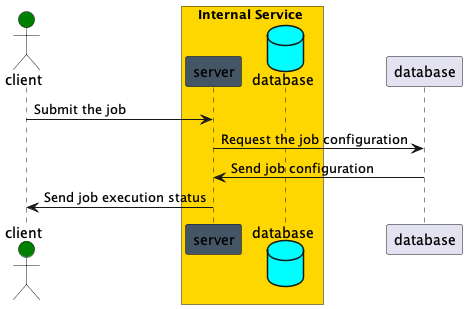 Internal Service
client
server
database
database
Submit the job
Request the job configuration
Send job configuration
Send job execution status
client
server
database
database